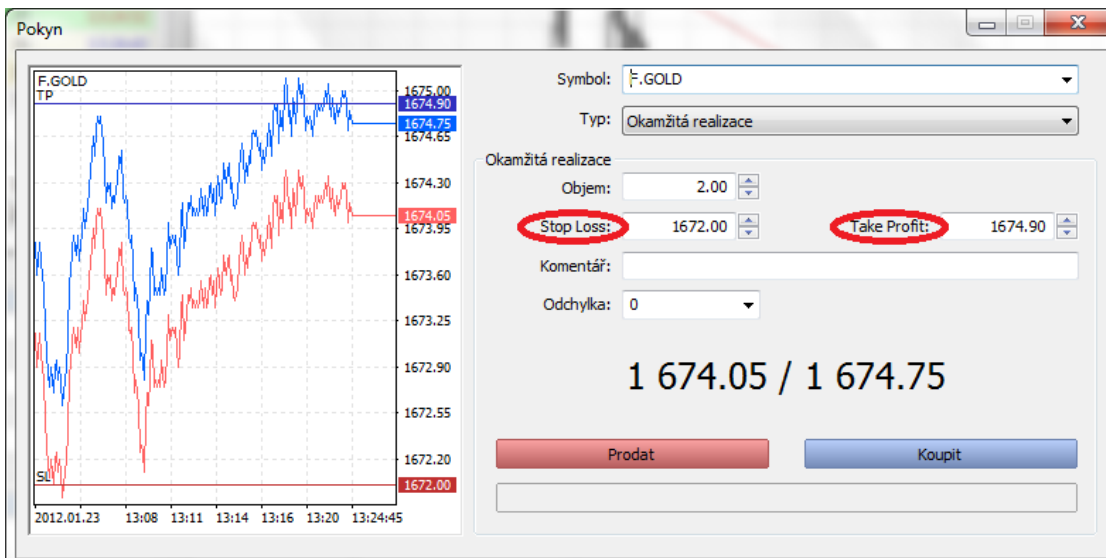 Pokyn
F.GOLD
TP
1675.00
1674.90
1674.75
1674.65
1674.30
1674.05
1673.95
1673.60
1673.25
1672.90
1672.55
1672.20
SL
1672.00
2012.01.23 13:08 13:11 13:14 13:16 13:20 13:24:45
Symbol: F.GOLD
Typ: Okamžitá realizace
Okamžitá realizace
Objem: 2.00
Stop Loss: 1672.00 Take Profit: 1674.90
Komentář:
Odchylka: 0
1 674.05 / 1 674.75
Prodat Koupit